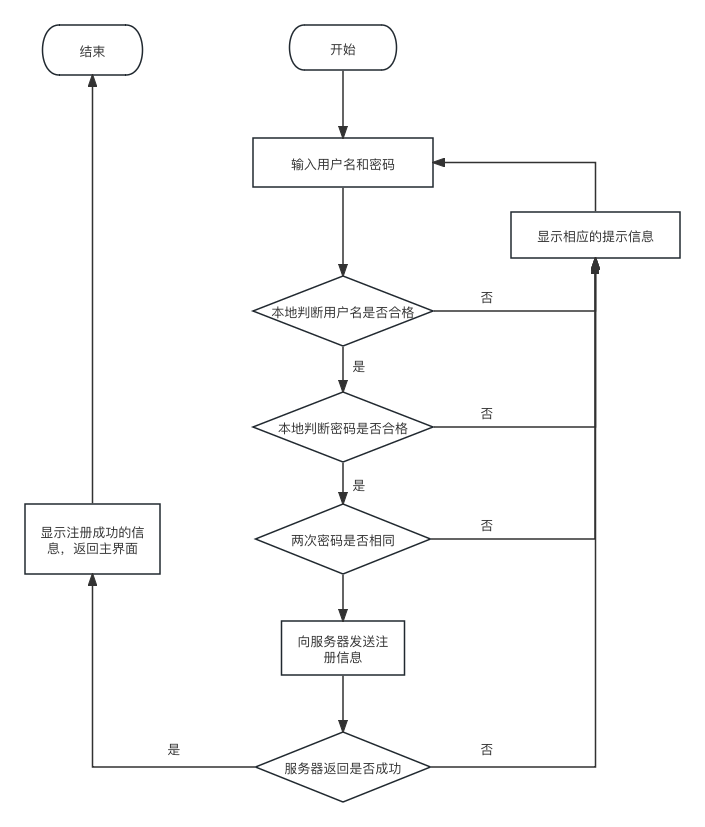 结束
开始
输入用户名和密码
显示相应的提示信息
本地判断用户名是否合格
否
是
本地判断密码是否合格
否
是
两次密码是否相同
否
显示注册成功的信
息，返回主界面
向服务器发送注
册信息
是
服务器返回是否成功
否